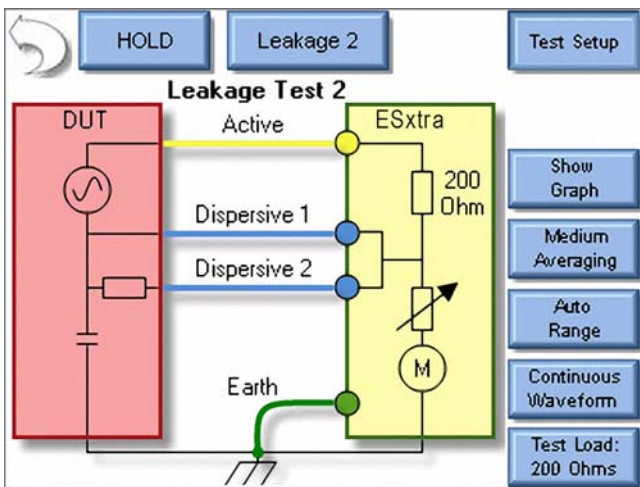 HOLD
Leakage 2
Test Setup
Leakage Test 2
DUT
Active
ESxtra
200
Ohm
Dispersive 1
Dispersive 2
M
Earth
Show
Graph
Medium
Averaging
Auto
Range
Continuous
Waveform
Test Load:
200 Ohms